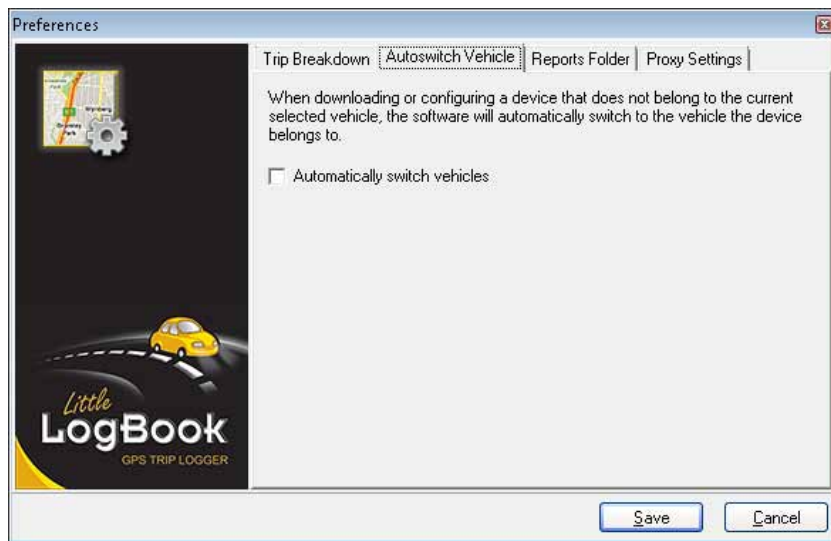 Preferences
Trip Breakdown
Autoswitch Vehicle
Reports Folder
Proxy Settings
When downloading or configuring a device that does not belong to the current
selected vehicle, the software will automatically switch to the vehicle the device
belongs to.
Automatically switch vehicles
Little
LogBook
GPS TRIP LOGGER
Save
Cancel